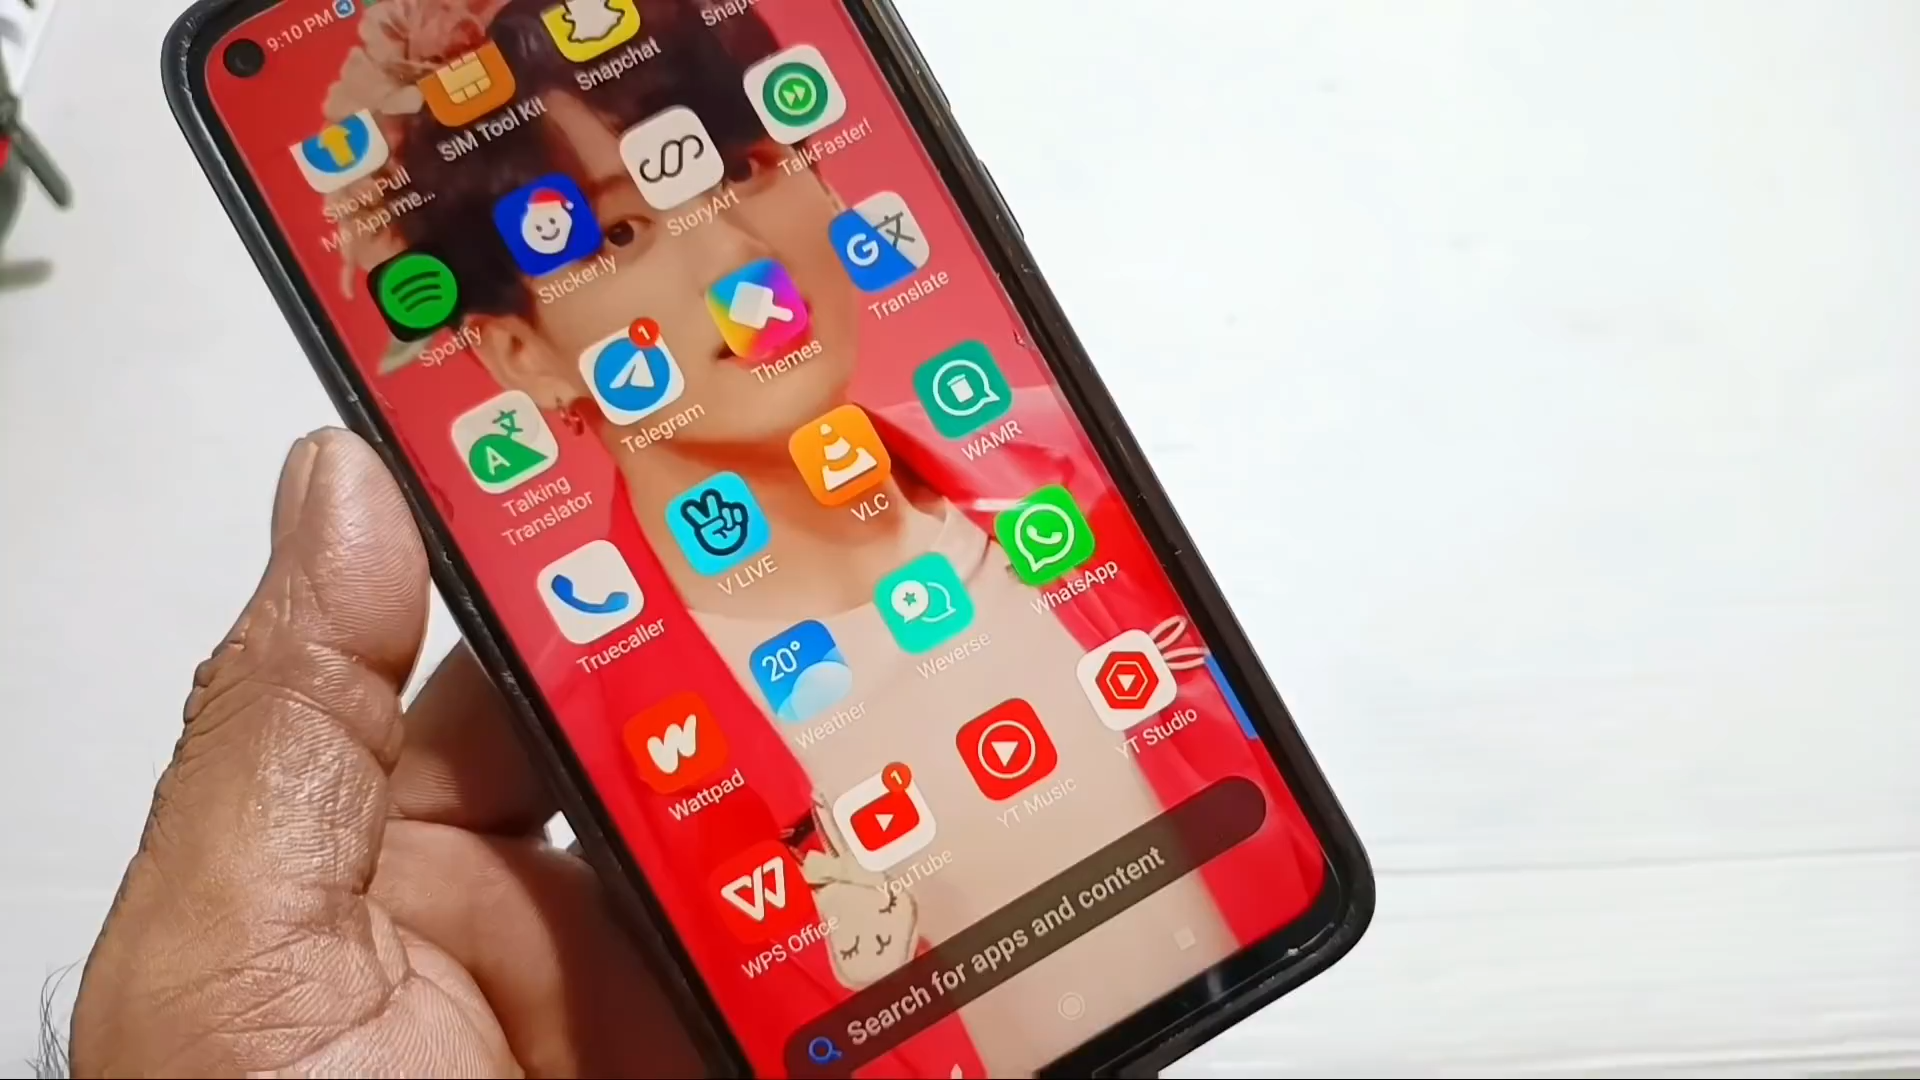 9:10 PM
SIM Tool Kit
Snapchat
Show Pull
Me App me...
Sticker.ly
StoryArt
TalkFaster!
Spotify
Telegram
1
Themes
G
Translate
A
Talking
Translator
V LIVE
VLC
WAMR
Truecaller
20°
Weather
Weverse
WhatsApp
Wattpad
YouTube
1
YT Music
YT Studio
WPS Office
Search for apps and content